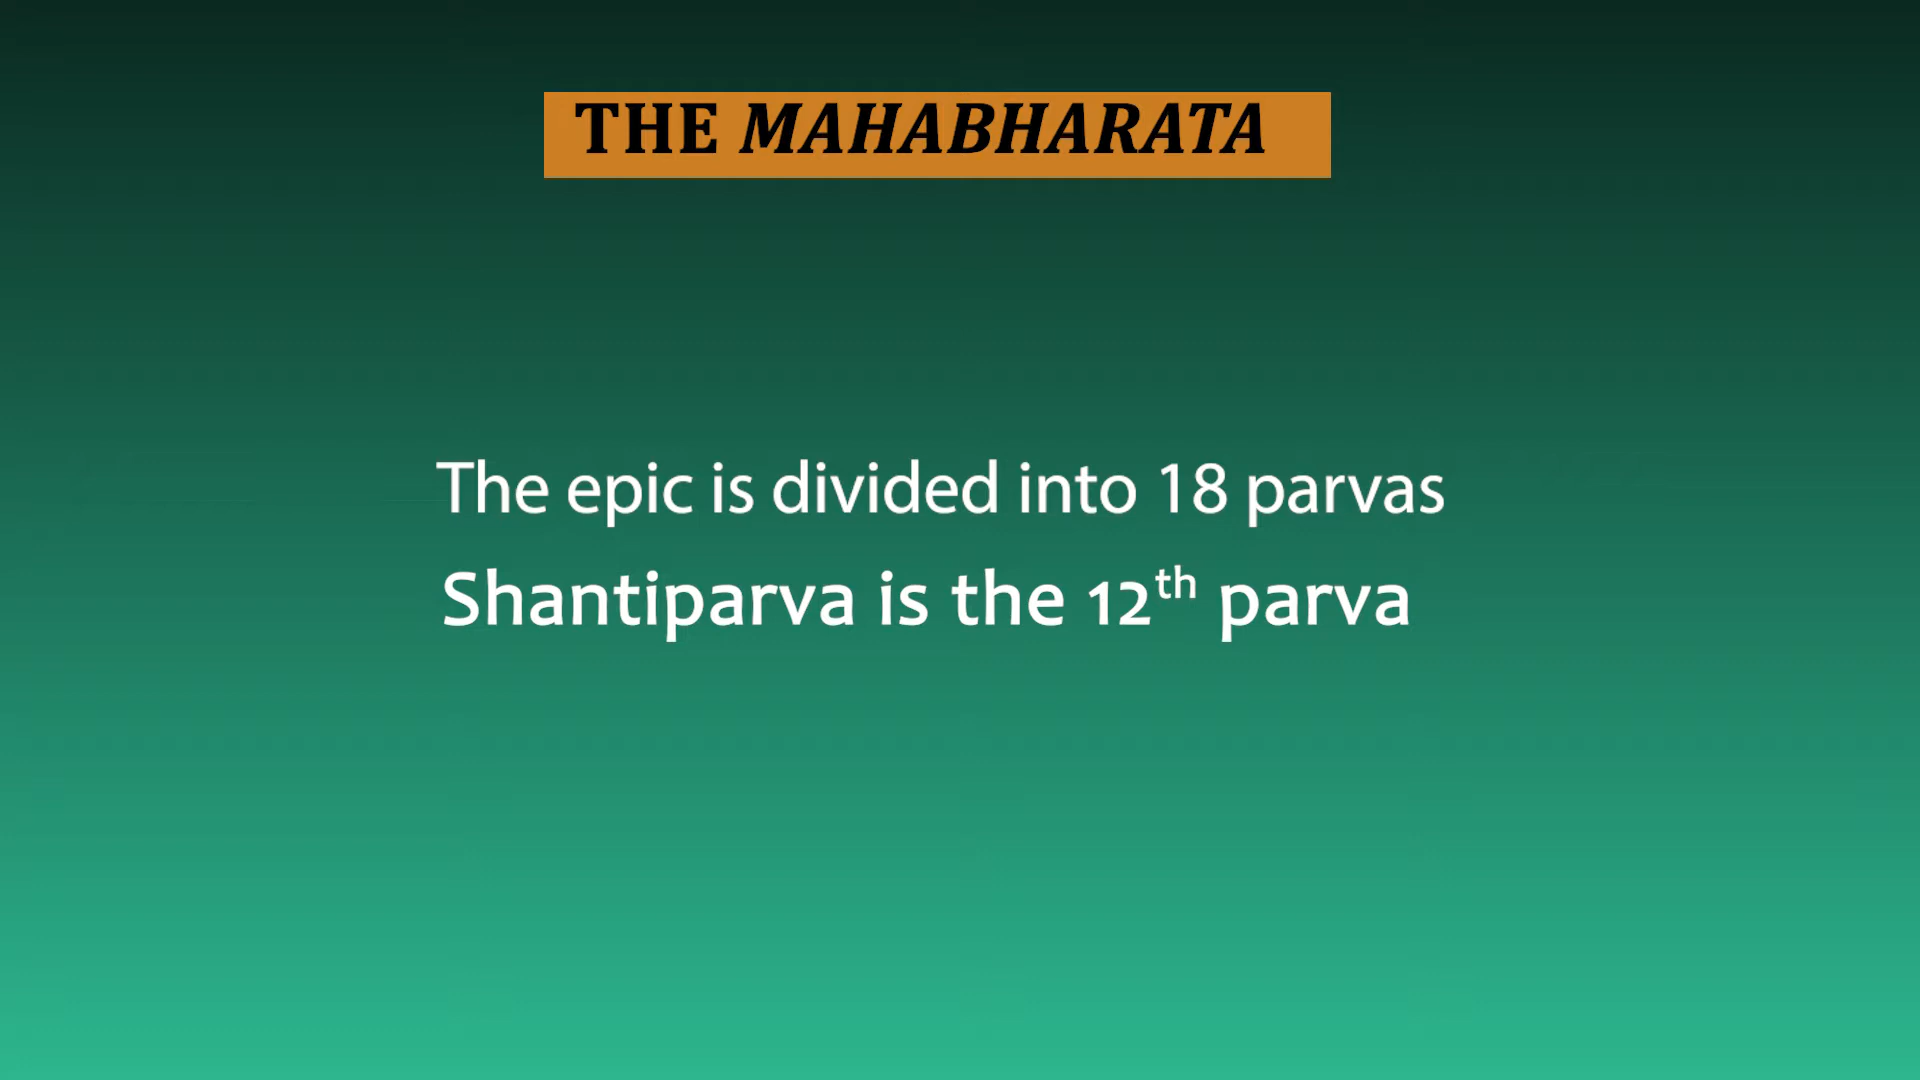 THE MAHABHARATA
The epic is divided into 18 parvas
Shantiparva is the 12th parva